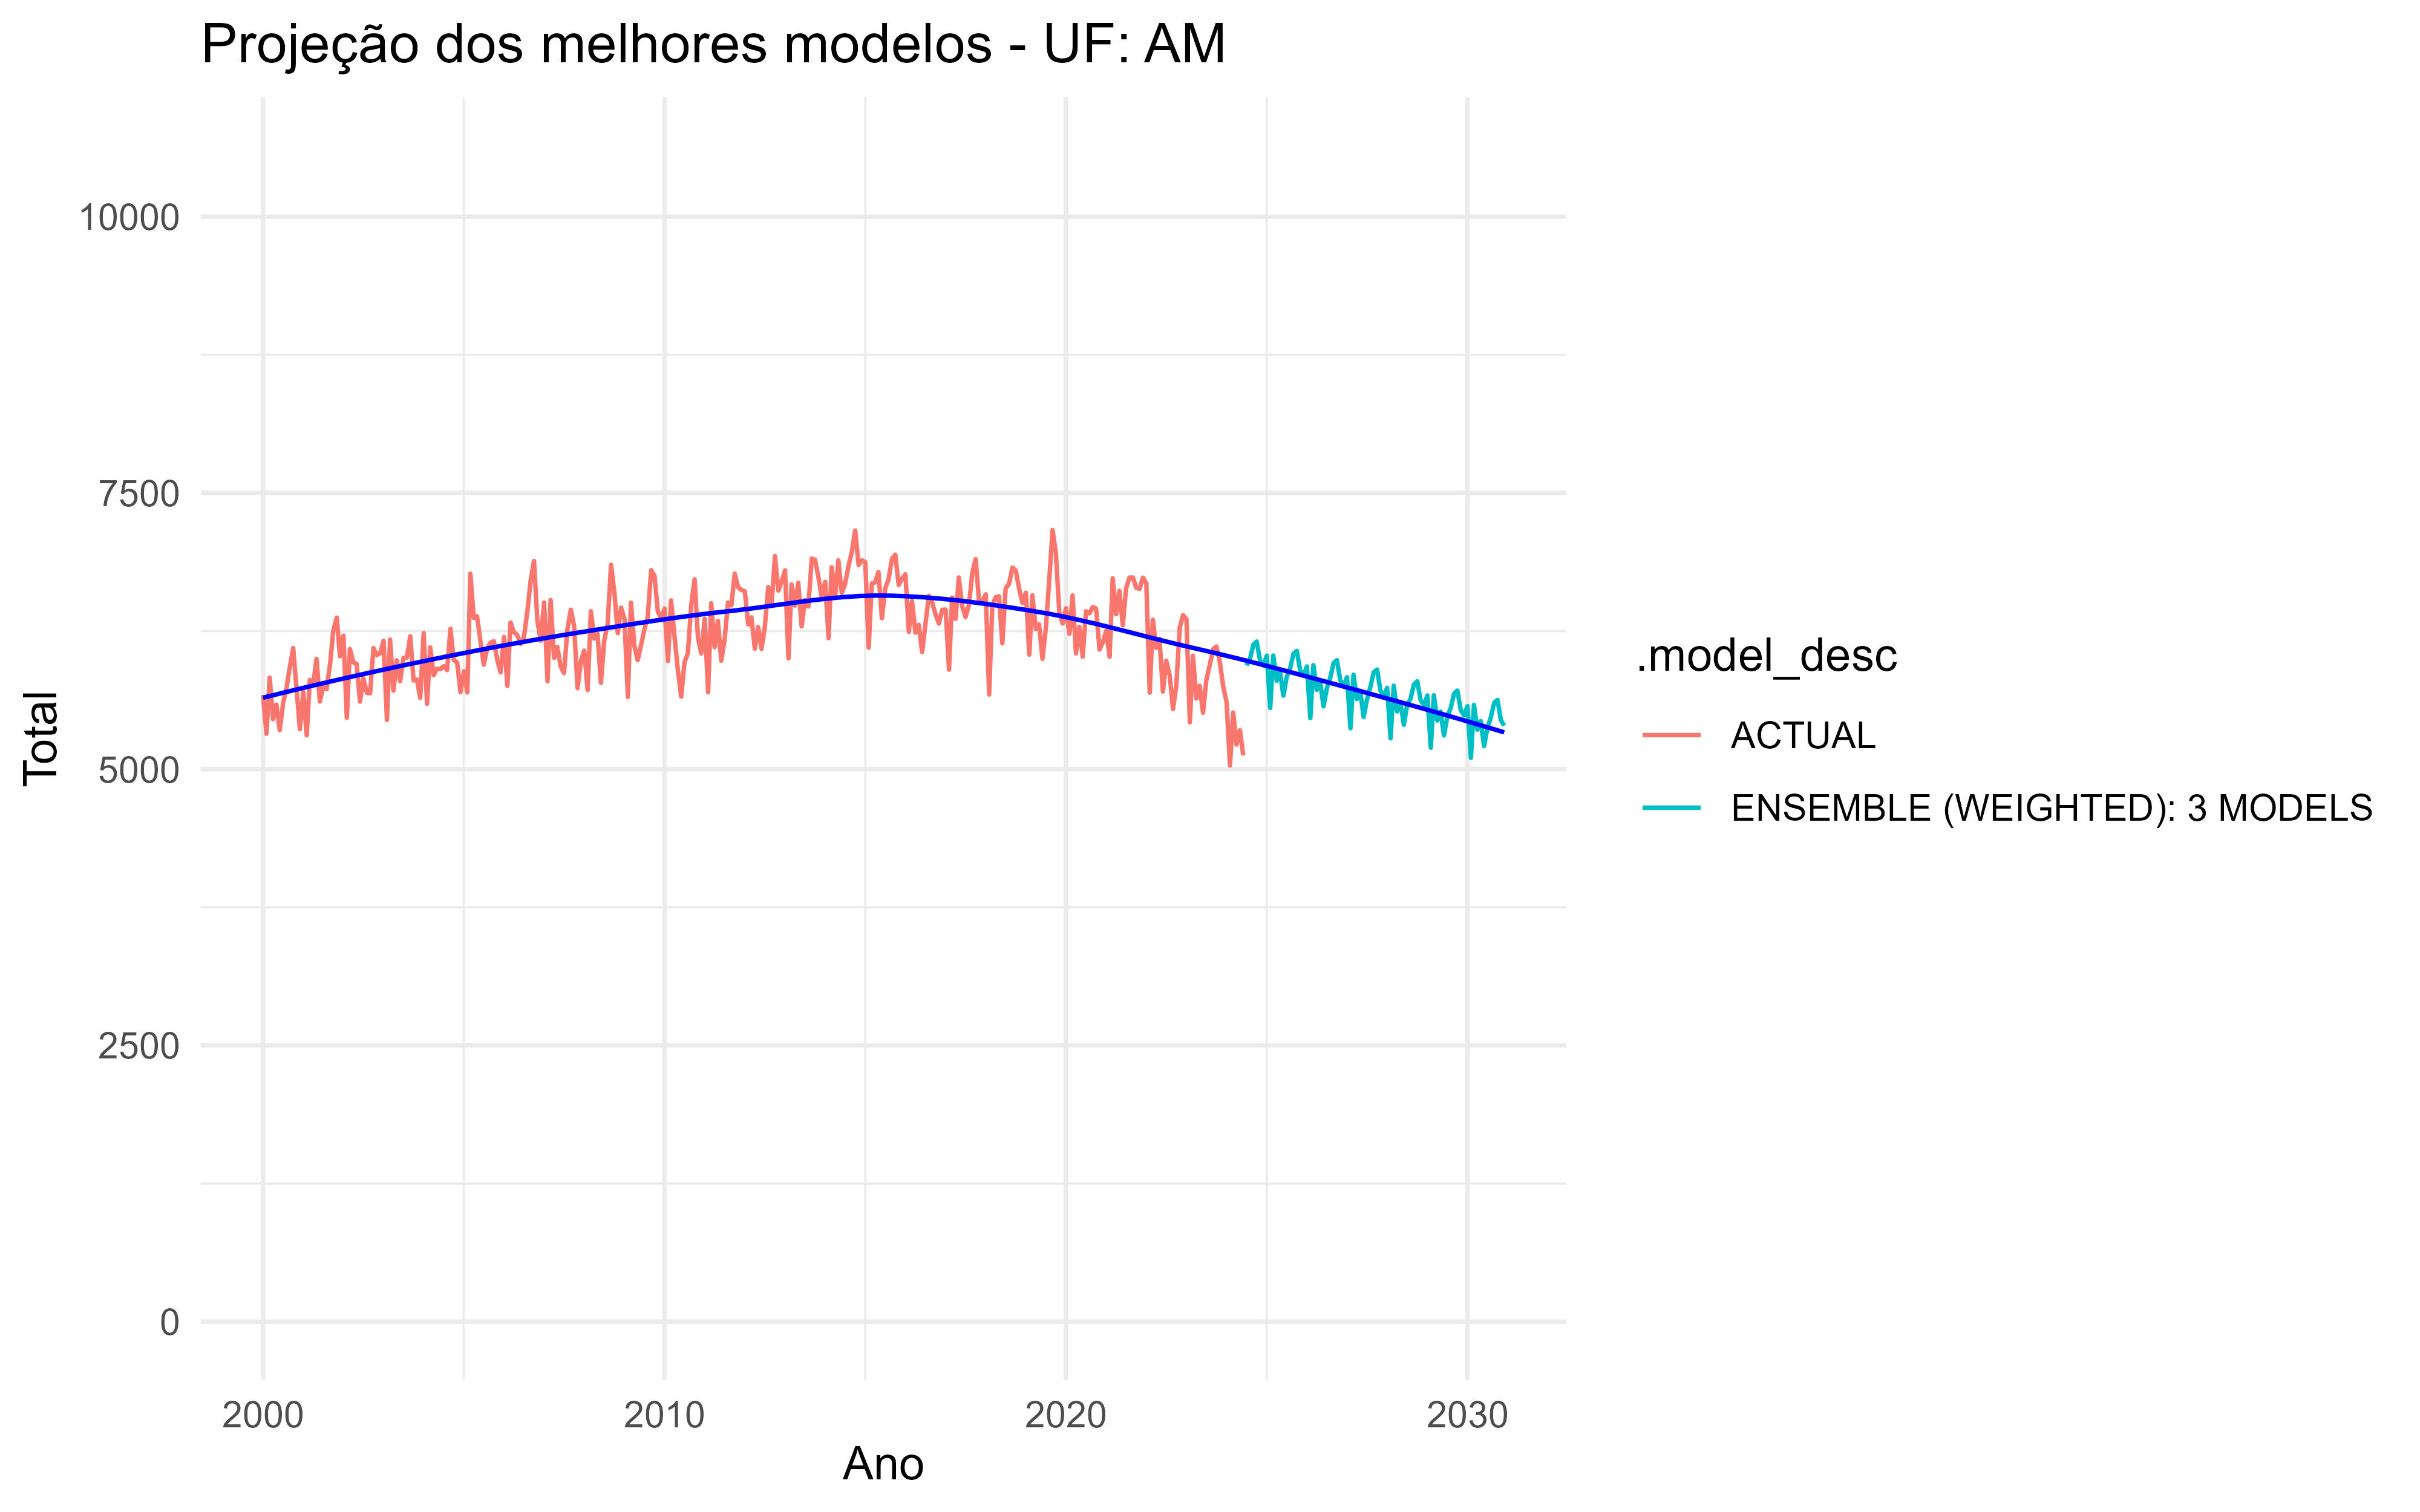 Projeção dos melhores modelos - UF: AM
10000
7500
5000
2500
0
Total
2000
2010
2020
2030
Ano
.model_desc
ACTUAL
ENSEMBLE (WEIGHTED): 3 MODELS